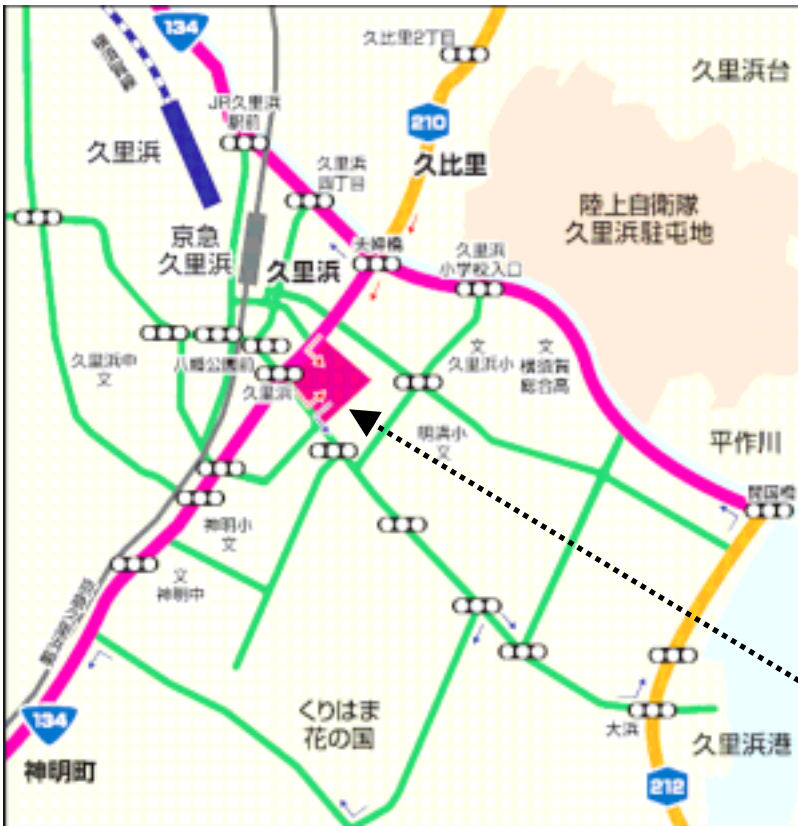 134
久比里2丁目
久里浜台
JR久里浜
駅前
210
久里浜
久里浜
四丁目
久比里
陸上自衛隊
久里浜駐屯地
京急
久里浜
夫婦橋
久里浜
小学校入口
久里浜
久里浜中
文
八幡公園前
久里浜
文
久里浜小
文
横須賀
総合高
明浜小
文
平作川
開国橋
神明小
文
文
神明中
134
神明町
くりはま
花の国
大浜
久里浜港
212